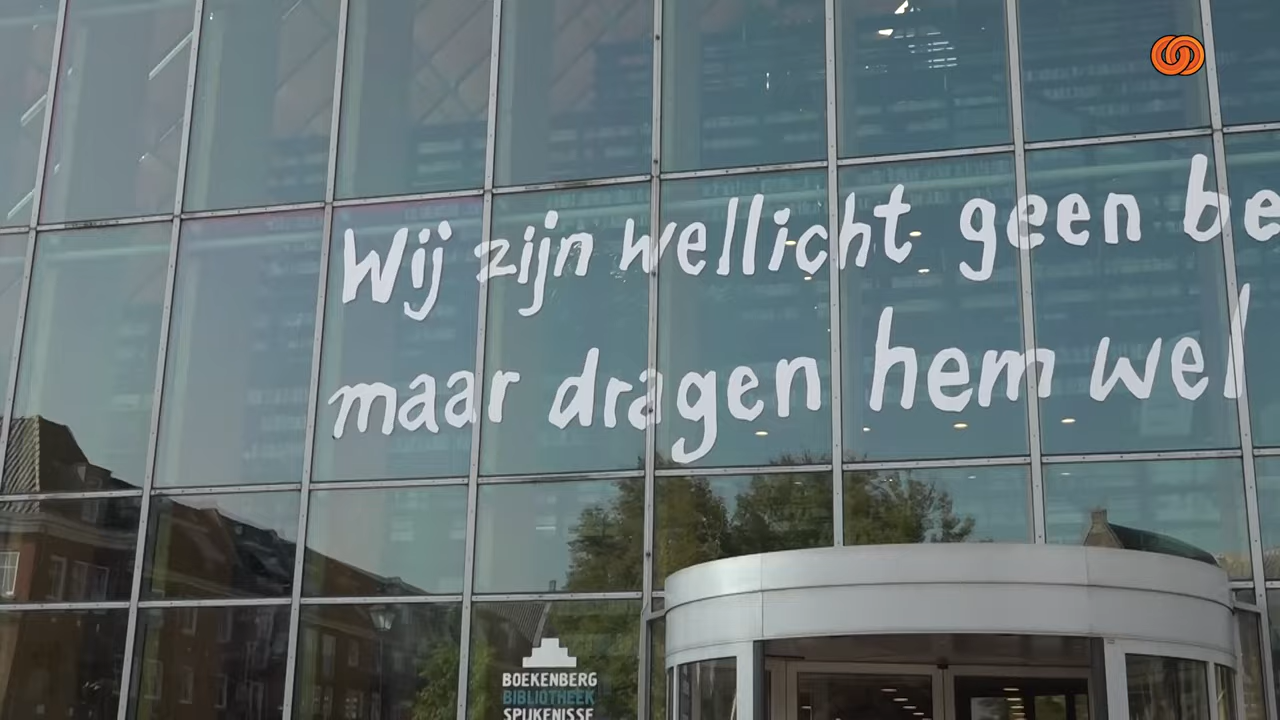 Wij zijn wellicht geen be
maar dragen hem wel
BOEKENBERG
BIBLIOTHEEK
SPIJKENISSE